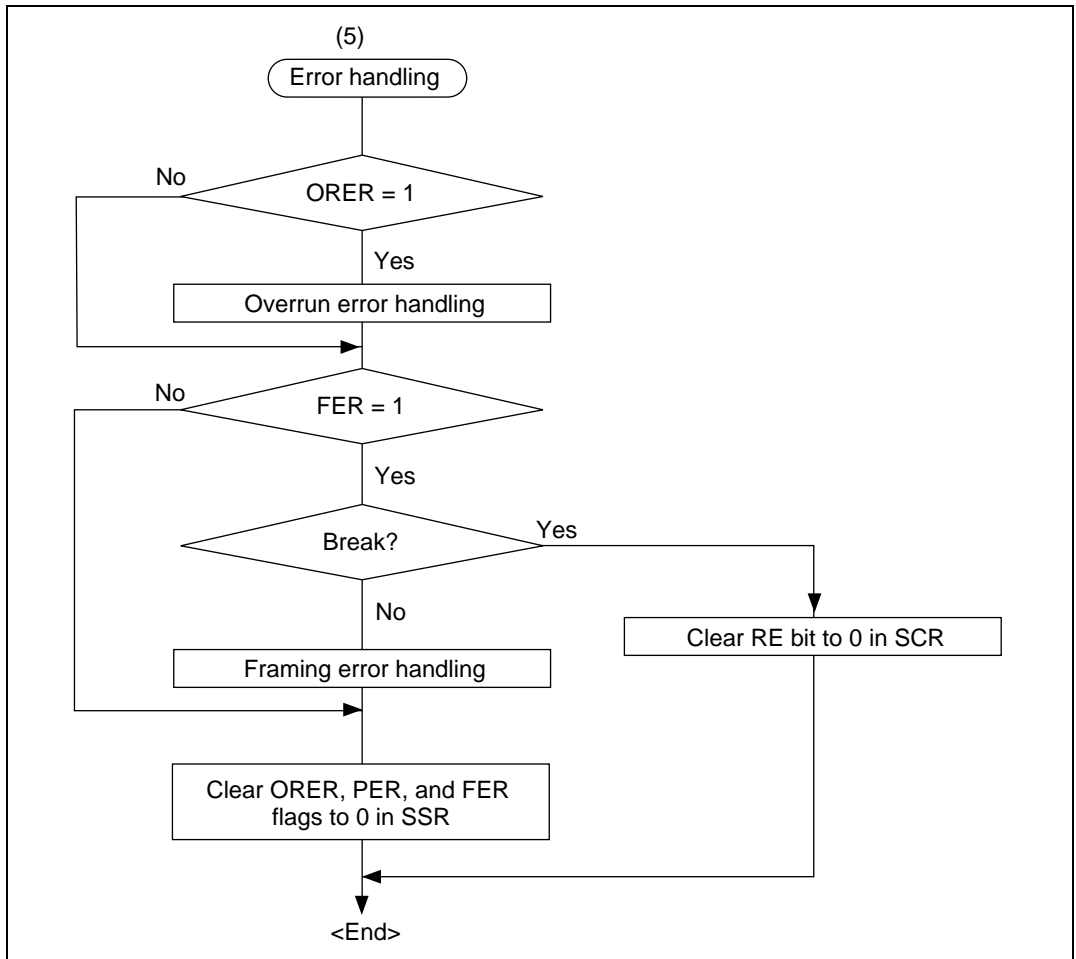 (5)
Error handling
No
ORER = 1
Yes
Overrun error handling
No
FER = 1
Yes
Break?
Yes
No
Clear RE bit to 0 in SCR
Framing error handling
Clear ORER, PER, and FER
flags to 0 in SSR
<End>